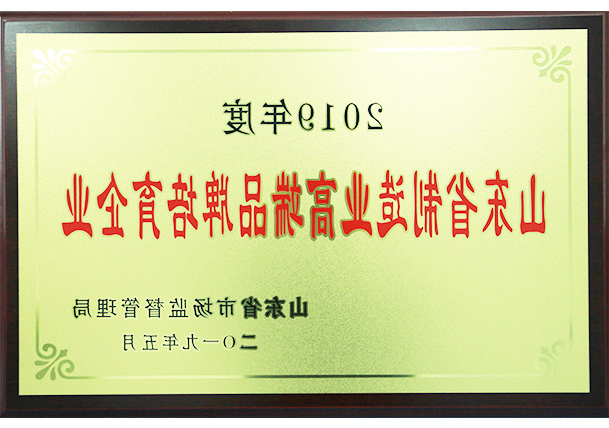 2019年度
山东省制造业高端品牌培育企业
山东省市场监督管理局
二〇一九年五月